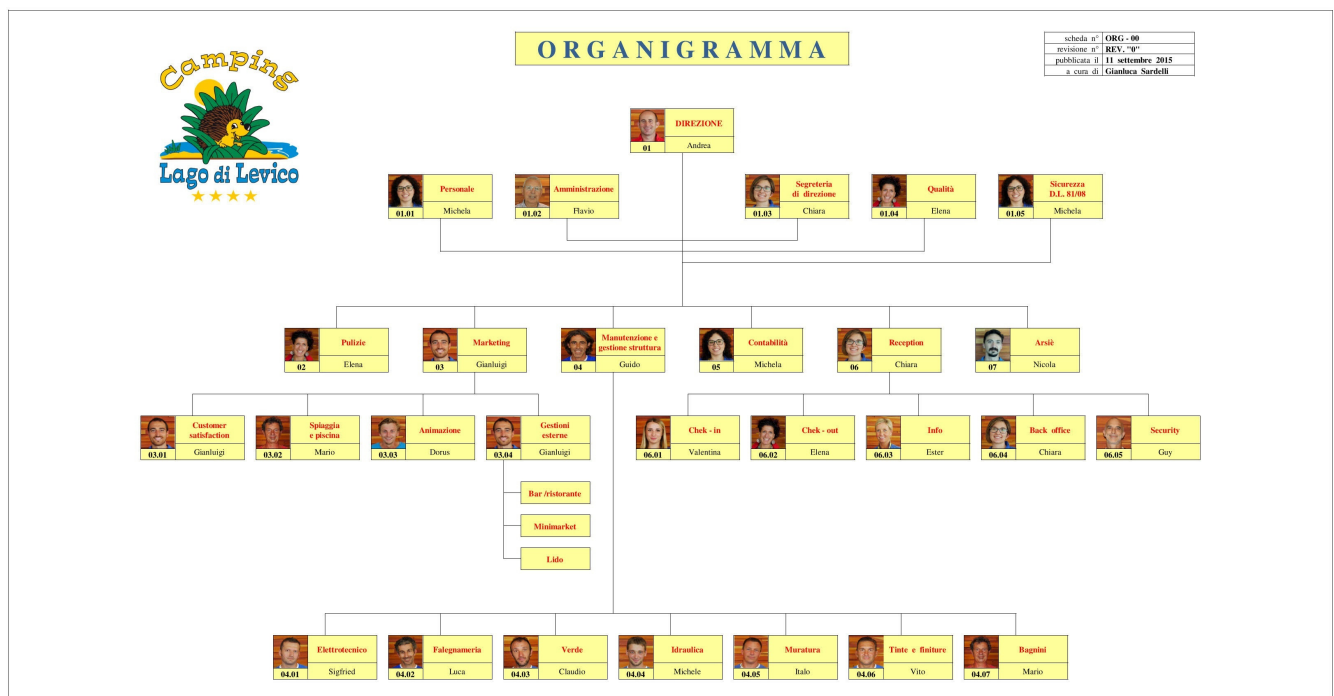 Camping
Lago di Levico
ORGANIGRAMMA
scheda n° ORG - 00
revisione n° REV. "0"
pubblicata il 11 settembre 2015
a cura di Gianluca Sardelli
DIREZIONE
01 Andrea
Personale
01.01 Michela
Amministrazione
01.02 Flavio
Segreteria
di direzione
01.03 Chiara
Qualità
01.04 Elena
Sicurezza
D.L. 81/08
01.05 Michela
Pulizie
02 Elena
Marketing
03 Gianluigi
Manutenzione e
gestione struttura
04 Guido
Contabilità
05 Michela
Reception
06 Chiara
Arsiè
07 Nicola
Customer
satisfaction
03.01 Gianluigi
Spiaggia
e piscina
03.02 Mario
Animazione
03.03 Dorus
Gestioni
esterne
03.04 Gianluigi
Chek - in
06.01 Valentina
Chek - out
06.02 Elena
Info
06.03 Ester
Back office
06.04 Chiara
Security
06.05 Guy
Bar /ristorante
Minimarket
Lido
Elettrotecnico
04.01 Sigfried
Falegnameria
04.02 Luca
Verde
04.03 Claudio
Idraulica
04.04 Michele
Muratura
04.05 Italo
Tinte e finiture
04.06 Vito
Bagnini
04.07 Mario